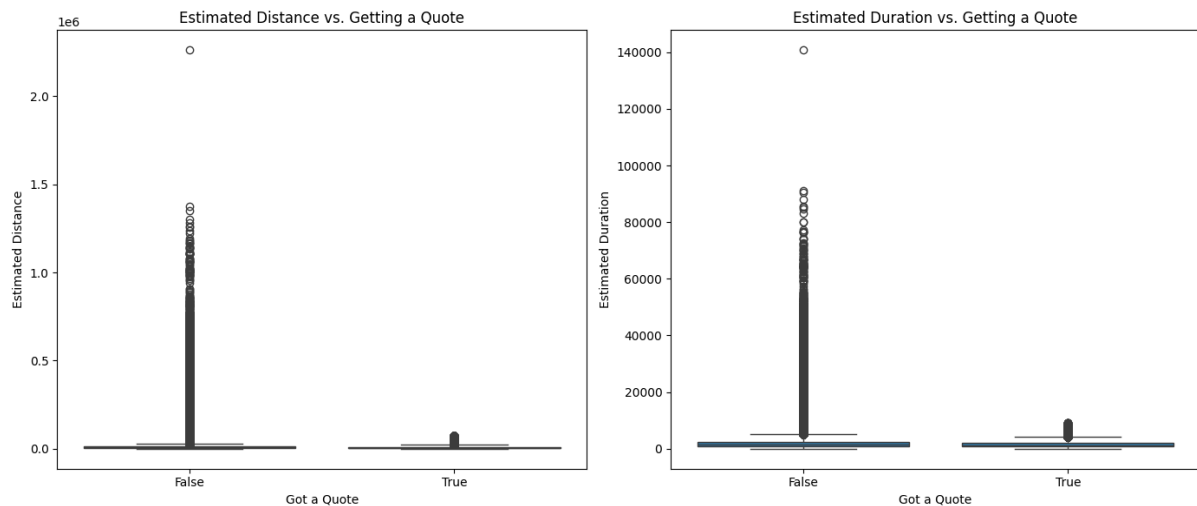 Estimated Distance vs. Getting a Quote
1e6
2.0
1.5
1.0
0.5
0.0
Estimated Distance
False
True
Got a Quote
Estimated Duration vs. Getting a Quote
140000
120000
100000
80000
60000
40000
20000
0
Estimated Duration
False
True
Got a Quote